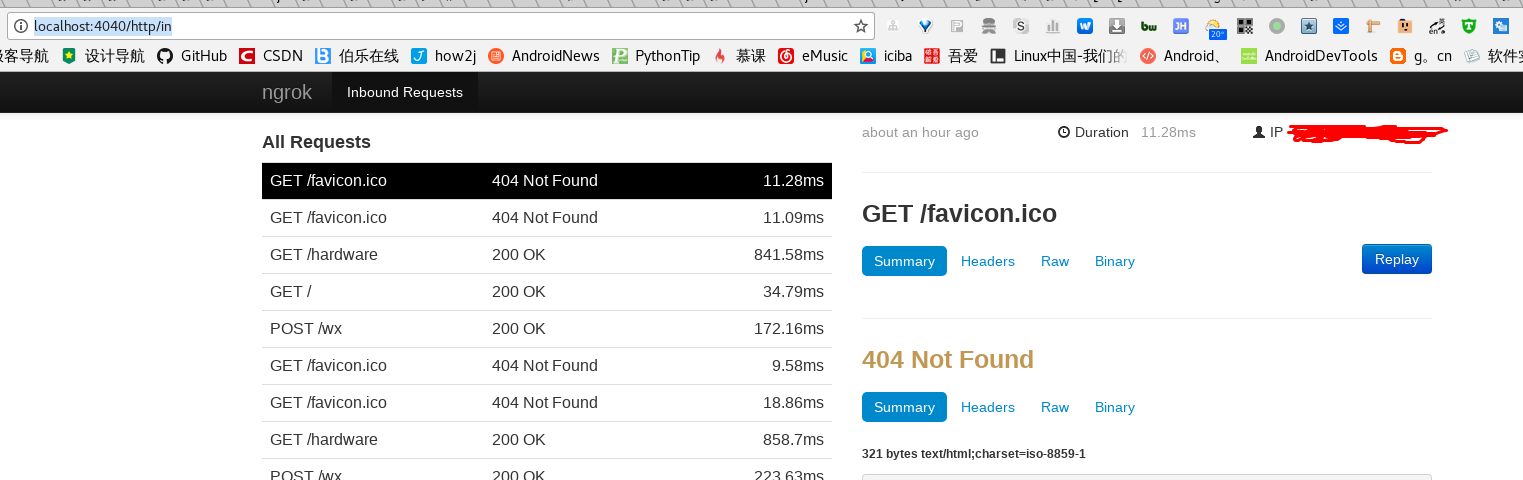 localhost:4040/http/in
20°
极客导航 设计导航 GitHub CSDN 伯乐在线 how2j AndroidNews PythonTip 慕课 eMusic iciba 吾爱 Linux中国-我们的 Android、 AndroidDevTools g。cn 软件实
ngrok Inbound Requests
All Requests
GET /favicon.ico 404 Not Found 11.28ms
GET /favicon.ico 404 Not Found 11.09ms
GET /hardware 200 OK 841.58ms
GET / 200 OK 34.79ms
POST /wx 200 OK 172.16ms
GET /favicon.ico 404 Not Found 9.58ms
GET /favicon.ico 404 Not Found 18.86ms
GET /hardware 200 OK 858.7ms
POST /wx 200 OK 223.63ms
about an hour ago Duration 11.28ms IP
GET /favicon.ico
Summary Headers Raw Binary Replay
404 Not Found
Summary Headers Raw Binary
321 bytes text/html;charset=iso-8859-1